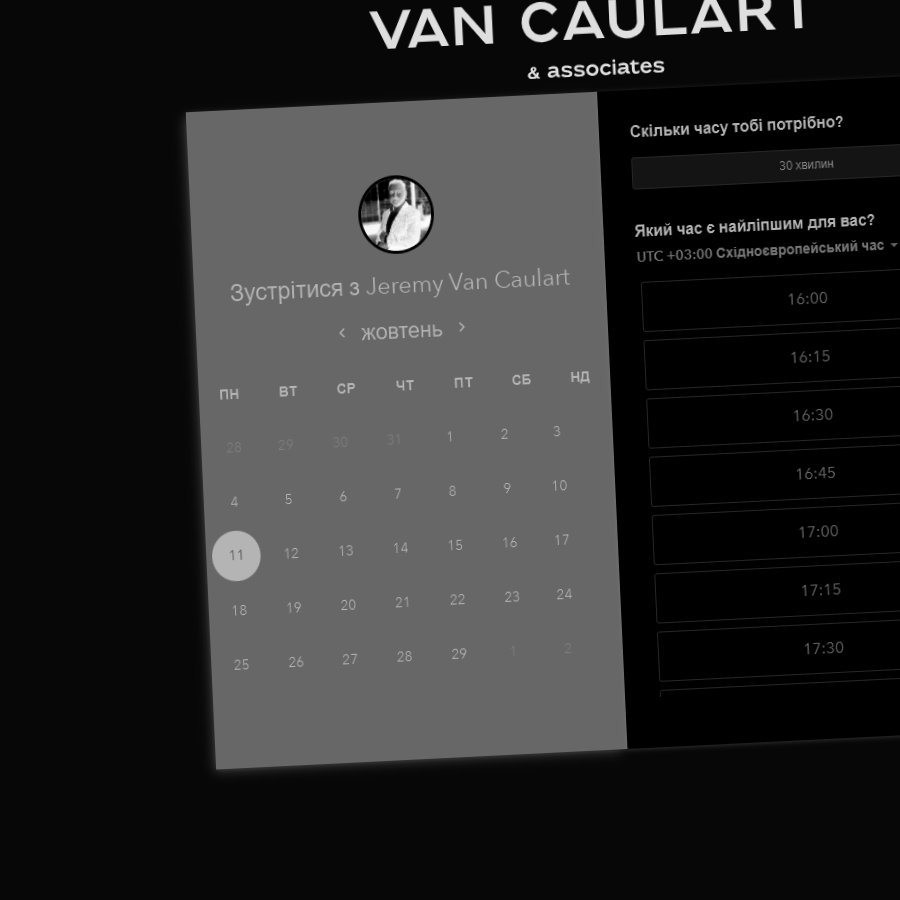 VAN CAULART
& associates
Зустрітися з Jeremy Van Caulart
жовтень
ПН ВТ СР ЧТ ПТ СБ НД
28 29 30 31 1 2 3
4 5 6 7 8 9 10
11 12 13 14 15 16 17
18 19 20 21 22 23 24
25 26 27 28 29 1 2
Скільки часу тобі потрібно?
30 хвилин
Який час є найліпшим для вас?
UTC +03:00 Східноєвропейський час
16:00
16:15
16:30
16:45
17:00
17:15
17:30